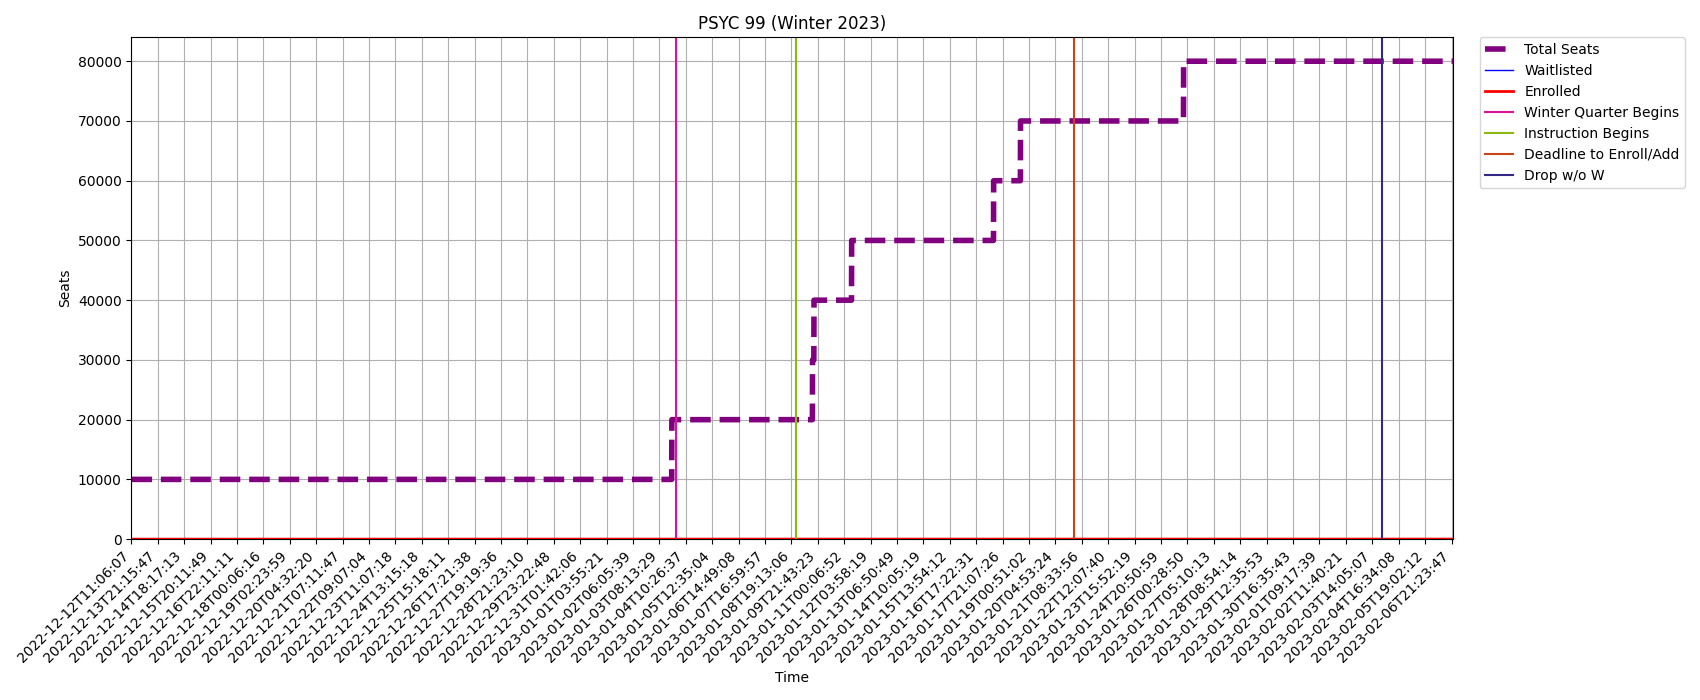 PSYC 99 (Winter 2023)
Total Seats
Waitlisted
Enrolled
Winter Quarter Begins
Instruction Begins
Deadline to Enroll/Add
Drop w/o W
80000
70000
60000
50000
40000
30000
20000
10000
0
Seats
2022-12-12T11:06:07
2022-12-13T21:15:47
2022-12-14T18:17:13
2022-12-15T20:11:49
2022-12-16T22:11:11
2022-12-18T00:06:16
2022-12-19T02:23:59
2022-12-20T04:32:20
2022-12-21T07:11:47
2022-12-22T09:07:04
2022-12-23T11:07:18
2022-12-24T13:15:18
2022-12-25T15:18:11
2022-12-26T17:21:38
2022-12-27T19:19:36
2022-12-28T21:23:10
2022-12-29T23:22:48
2022-12-31T01:42:06
2023-01-01T03:55:21
2023-01-02T06:05:39
2023-01-03T08:13:29
2023-01-04T10:26:37
2023-01-05T12:35:04
2023-01-06T14:49:08
2023-01-07T16:59:57
2023-01-08T19:13:06
2023-01-09T21:43:23
2023-01-11T00:06:52
2023-01-12T03:58:19
2023-01-13T06:50:49
2023-01-14T10:05:19
2023-01-15T13:54:12
2023-01-16T17:22:31
2023-01-17T21:07:26
2023-01-19T00:51:02
2023-01-20T04:53:24
2023-01-21T08:33:56
2023-01-22T12:07:40
2023-01-23T15:52:19
2023-01-24T20:50:59
2023-01-26T00:28:50
2023-01-27T05:10:13
2023-01-28T08:54:14
2023-01-29T12:35:53
2023-01-30T16:35:43
2023-02-01T09:17:39
2023-02-02T11:40:21
2023-02-03T14:05:07
2023-02-04T16:34:08
2023-02-05T19:02:12
2023-02-06T21:23:47
Time